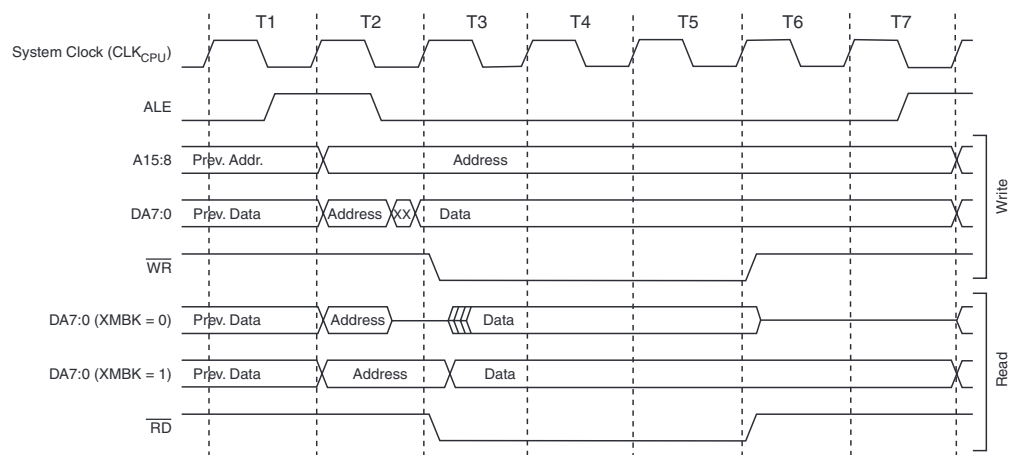 T1 T2 T3 T4 T5 T6 T7
System Clock (CLKCPU)
ALE
A15:8 Prev. Addr. Address
DA7:0 Prev. Data Address XX Data
WR
Write
DA7:0 (XMBK = 0) Prev. Data Address Data
DA7:0 (XMBK = 1) Prev. Data Address Data
RD
Read